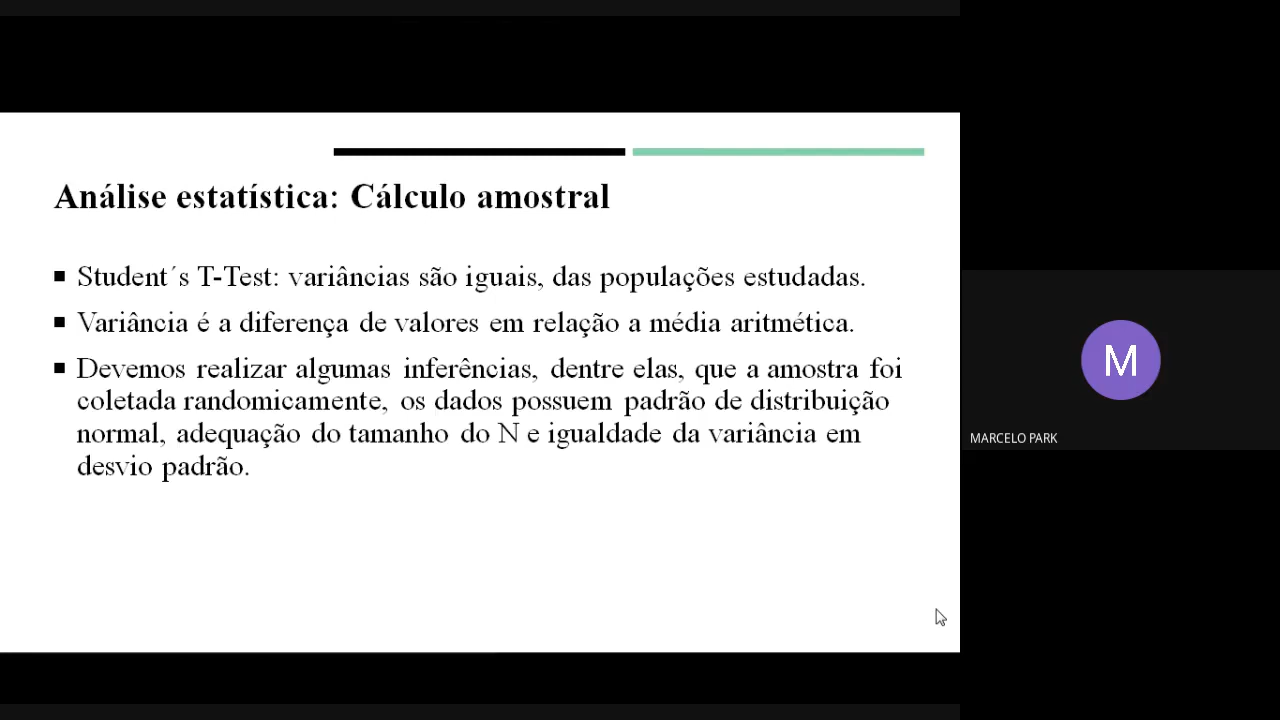 Análise estatística: Cálculo amostral
▪ Student´s T-Test: variâncias são iguais, das populações estudadas.
▪ Variância é a diferença de valores em relação a média aritmética.
▪ Devemos realizar algumas inferências, dentre elas, que a amostra foi
coletada randomicamente, os dados possuem padrão de distribuição
normal, adequação do tamanho do N e igualdade da variância em
desvio padrão.
M
MARCELO PARK